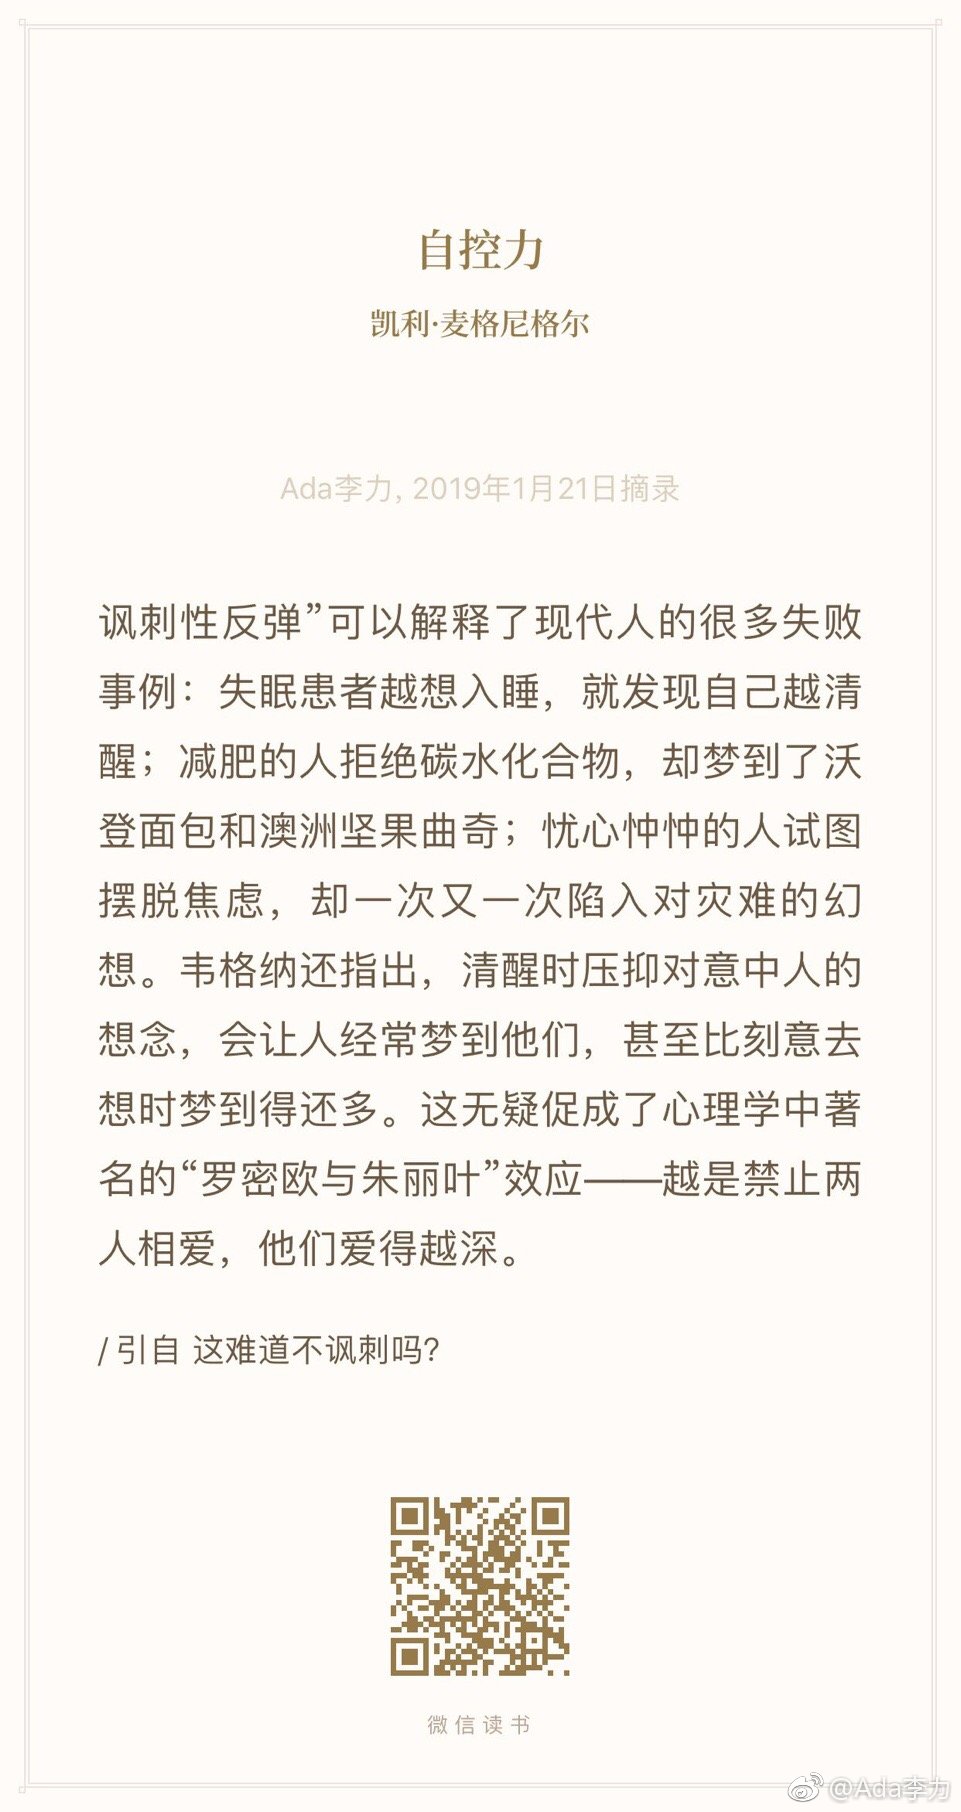 自控力
凯利·麦格尼格尔
Ada李力, 2019年1月21日摘录
讽刺性反弹”可以解释了现代人的很多失败
事例：失眠患者越想入睡，就发现自己越清
醒；减肥的人拒绝碳水化合物，却梦到了沃
登面包和澳洲坚果曲奇；忧心忡忡的人试图
摆脱焦虑，却一次又一次陷入对灾难的幻
想。韦格纳还指出，清醒时压抑对意中人的
想念，会让人经常梦到他们，甚至比刻意去
想时梦到得还多。这无疑促成了心理学中著
名的“罗密欧与朱丽叶”效应——越是禁止两
人相爱，他们爱得越深。
/ 引自 这难道不讽刺吗？
微信读书
@Ada李力